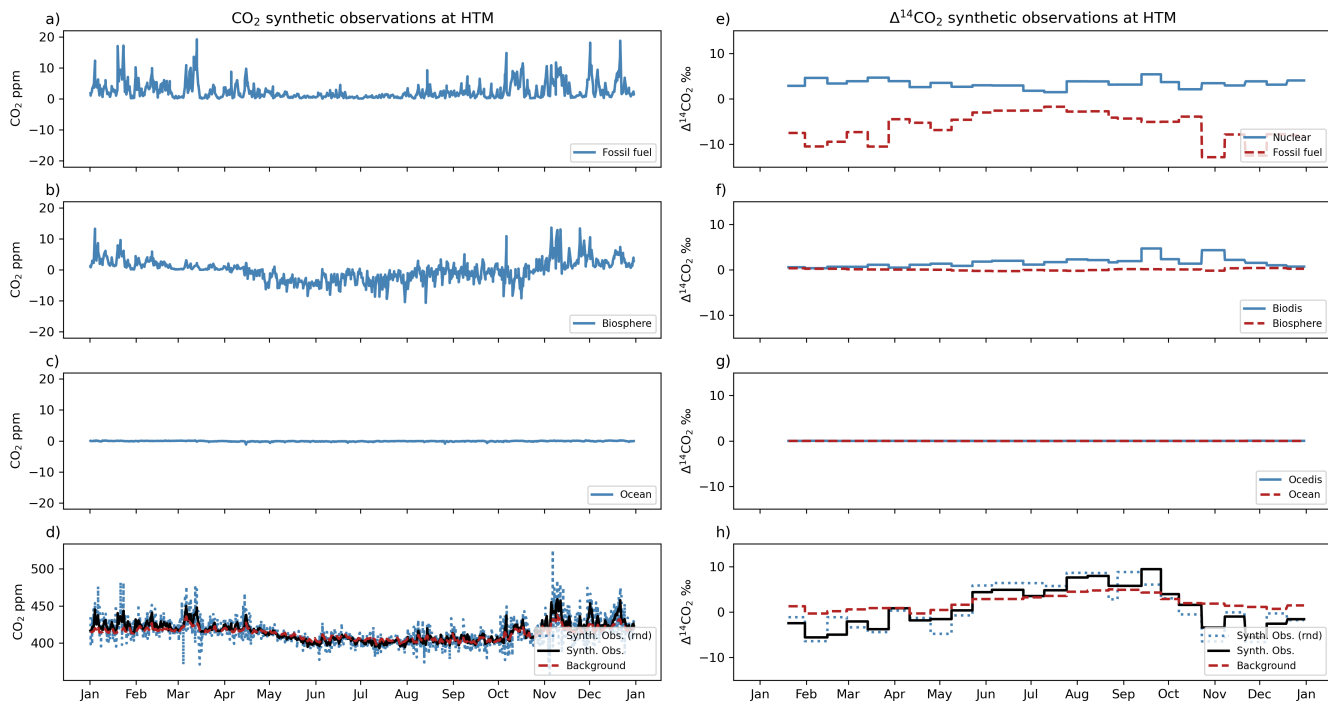 CO2 synthetic observations at HTM
a)
CO2 ppm
20
10
0
−10
−20
Fossil fuel
b)
CO2 ppm
20
10
0
−10
−20
Biosphere
c)
CO2 ppm
20
10
0
−10
−20
Ocean
d)
CO2 ppm
500
450
400
Synth. Obs. (rnd)
Synth. Obs.
Background
Jan Feb Mar Apr May Jun Jul Aug Sep Oct Nov Dec Jan
Δ14CO2 synthetic observations at HTM
e)
Δ14CO2 ‰
10
0
−10
Nuclear
Fossil fuel
f)
Δ14CO2 ‰
10
0
−10
Biodis
Biosphere
g)
Δ14CO2 ‰
10
0
−10
Ocedis
Ocean
h)
Δ14CO2 ‰
10
0
−10
Synth. Obs. (rnd)
Synth. Obs.
Background
Jan Feb Mar Apr May Jun Jul Aug Sep Oct Nov Dec Jan